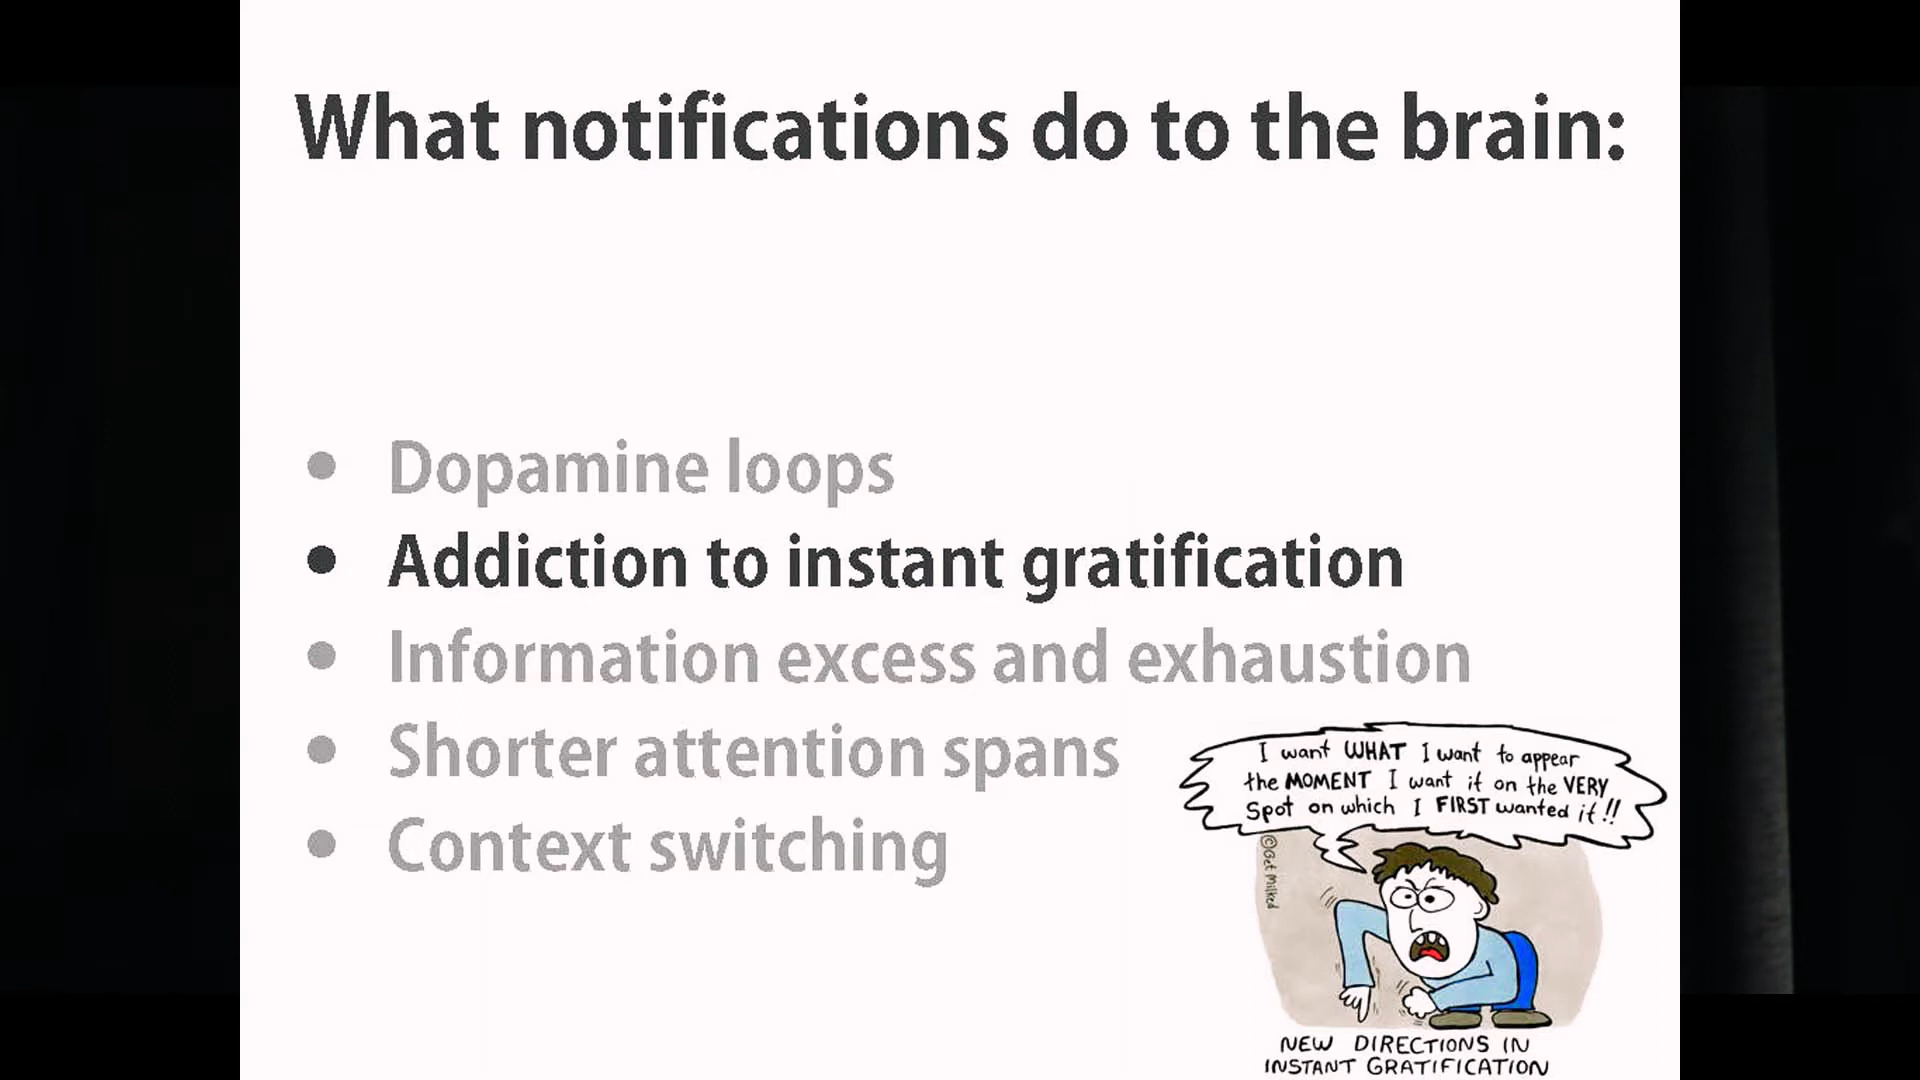 What notifications do to the brain:
• Dopamine loops
• Addiction to instant gratification
• Information excess and exhaustion
• Shorter attention spans
• Context switching
I want WHAT I want to appear
the MOMENT I want it on the VERY
Spot on which I FIRST wanted it!!
©Get Milked
NEW DIRECTIONS IN
INSTANT GRATIFICATION